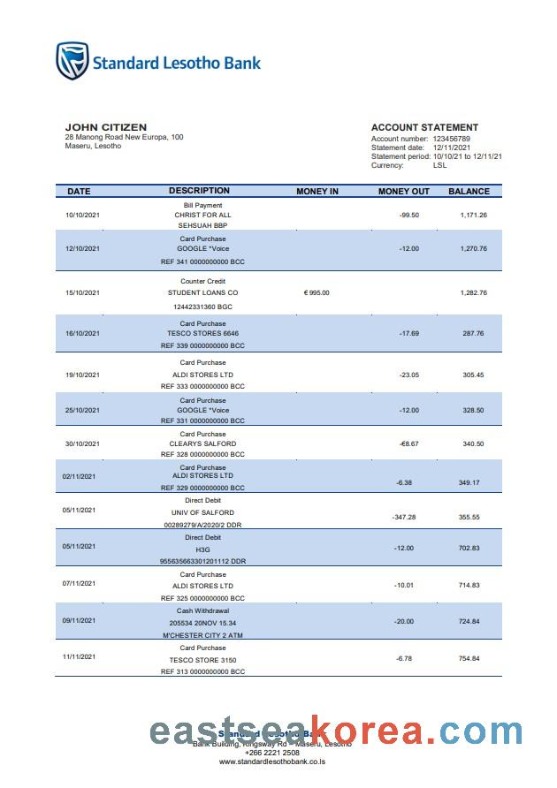 Standard Lesotho Bank
JOHN CITIZEN
28 Manong Road New Europa, 100
Maseru, Lesotho
ACCOUNT STATEMENT
Account number: 123456789
Statement date: 12/11/2021
Statement period: 10/10/21 to 12/11/21
Currency: LSL
DATE DESCRIPTION MONEY IN MONEY OUT BALANCE
Bill Payment
10/10/2021 CHRIST FOR ALL -99.50 1,171.26
SEHSUAH BBP
Card Purchase
12/10/2021 GOOGLE *Voice -12.00 1,270.76
REF 341 0000000000 BCC
Counter Credit
15/10/2021 STUDENT LOANS CO € 995.00 1,282.76
12442331360 BGC
Card Purchase
16/10/2021 TESCO STORES 6646 -17.69 287.76
REF 339 0000000000 BCC
Card Purchase
19/10/2021 ALDI STORES LTD -23.05 305.45
REF 333 0000000000 BCC
Card Purchase
25/10/2021 GOOGLE *Voice -12.00 328.50
REF 331 0000000000 BCC
Card Purchase
30/10/2021 CLEARYS SALFORD -€8.67 340.50
REF 328 0000000000 BCC
Card Purchase
02/11/2021 ALDI STORES LTD -6.38 349.17
REF 329 0000000000 BCC
Direct Debit
05/11/2021 UNIV OF SALFORD -347.28 355.55
00289279/A/2020/2 DDR
Direct Debit
05/11/2021 H3G -12.00 702.83
955635663301201112 DDR
Card Purchase
07/11/2021 ALDI STORES LTD -10.01 714.83
REF 325 0000000000 BCC
Cash Withdrawal
09/11/2021 205534 20NOV 15.34 -20.00 724.84
M'CHESTER CITY 2 ATM
Card Purchase
11/11/2021 TESCO STORE 3150 -6.78 754.84
REF 313 0000000000 BCC
eastseakorea.com
Standard Lesotho Bank
Bank Building, Kingsway Rd – Maseru, Lesotho
+266 2221 2508
www.standardlesothobank.co.ls